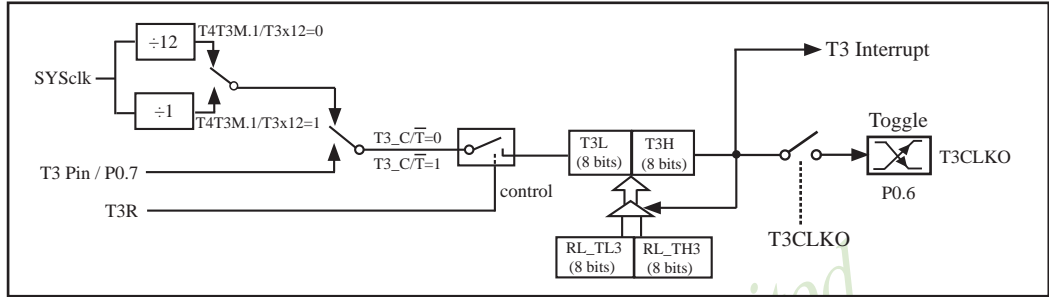 ÷12
T4T3M.1/T3x12=0
SYSclk
÷1
T4T3M.1/T3x12=1
T3 Pin / P0.7
T3R
T3_C/T̅=0
T3_C/T̅=1
control
T3L
(8 bits)
T3H
(8 bits)
RL_TL3
(8 bits)
RL_TH3
(8 bits)
T3 Interrupt
Toggle
T3CLKO
P0.6
T3CLKO